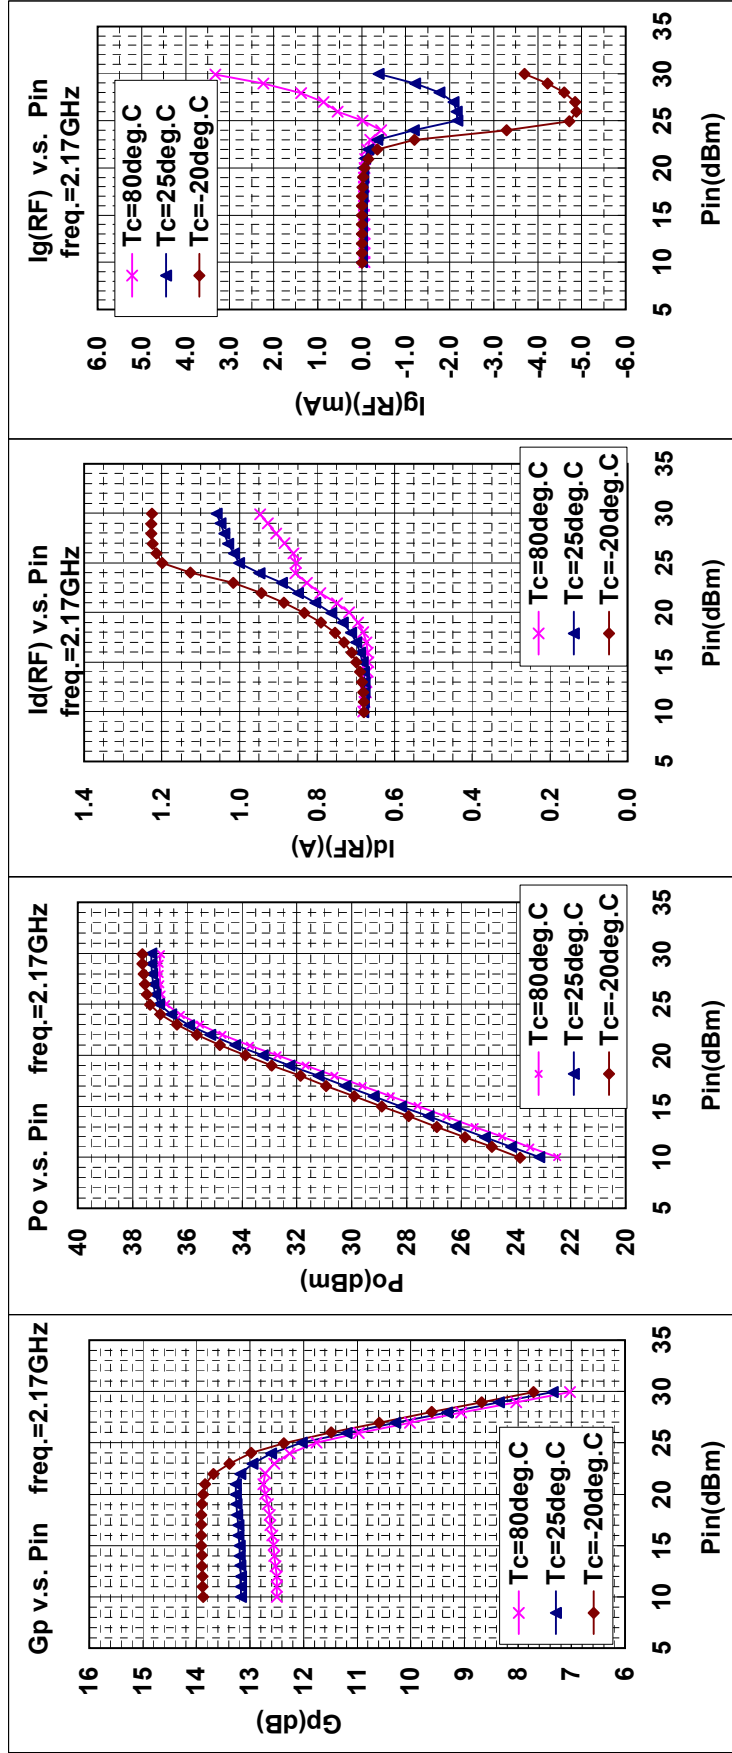 Gp v.s. Pin freq.=2.17GHz
16
15
14
13
12
11
10
9
8
7
6
Gp(dB)
5 10 15 20 25 30 35
Pin(dBm)
Tc=80deg.C
Tc=25deg.C
Tc=-20deg.C
Po v.s. Pin freq.=2.17GHz
40
38
36
34
32
30
28
26
24
22
20
Po(dBm)
5 10 15 20 25 30 35
Pin(dBm)
Tc=80deg.C
Tc=25deg.C
Tc=-20deg.C
Id(RF) v.s. Pin
freq.=2.17GHz
1.4
1.2
1.0
0.8
0.6
0.4
0.2
0.0
Id(RF)(A)
5 10 15 20 25 30 35
Pin(dBm)
Tc=80deg.C
Tc=25deg.C
Tc=-20deg.C
Ig(RF) v.s. Pin
freq.=2.17GHz
6.0
5.0
4.0
3.0
2.0
1.0
0.0
-1.0
-2.0
-3.0
-4.0
-5.0
-6.0
Ig(RF)(mA)
5 10 15 20 25 30 35
Pin(dBm)
Tc=80deg.C
Tc=25deg.C
Tc=-20deg.C